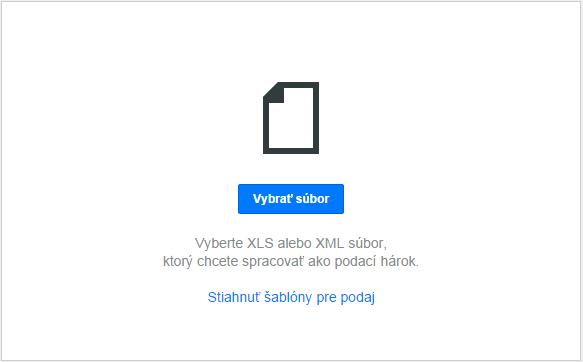 Vybrať súbor
Vyberte XLS alebo XML súbor,
ktorý chcete spracovať ako podací hárok.
Stiahnuť šablóny pre podaj